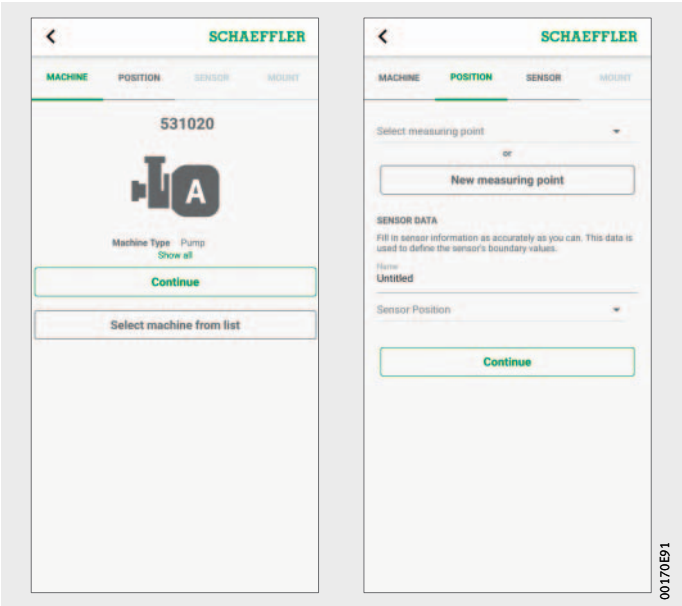 SCHAEFFLER
MACHINE POSITION SENSOR MOUNT
531020
A
Machine Type Pump
Show all
Continue
Select machine from list
SCHAEFFLER
MACHINE POSITION SENSOR MOUNT
Select measuring point
or
New measuring point
SENSOR DATA
Fill in sensor information as accurately as you can. This data is
used to define the sensor's boundary values.
Name
Untitled
Sensor Position
Continue
00170E91